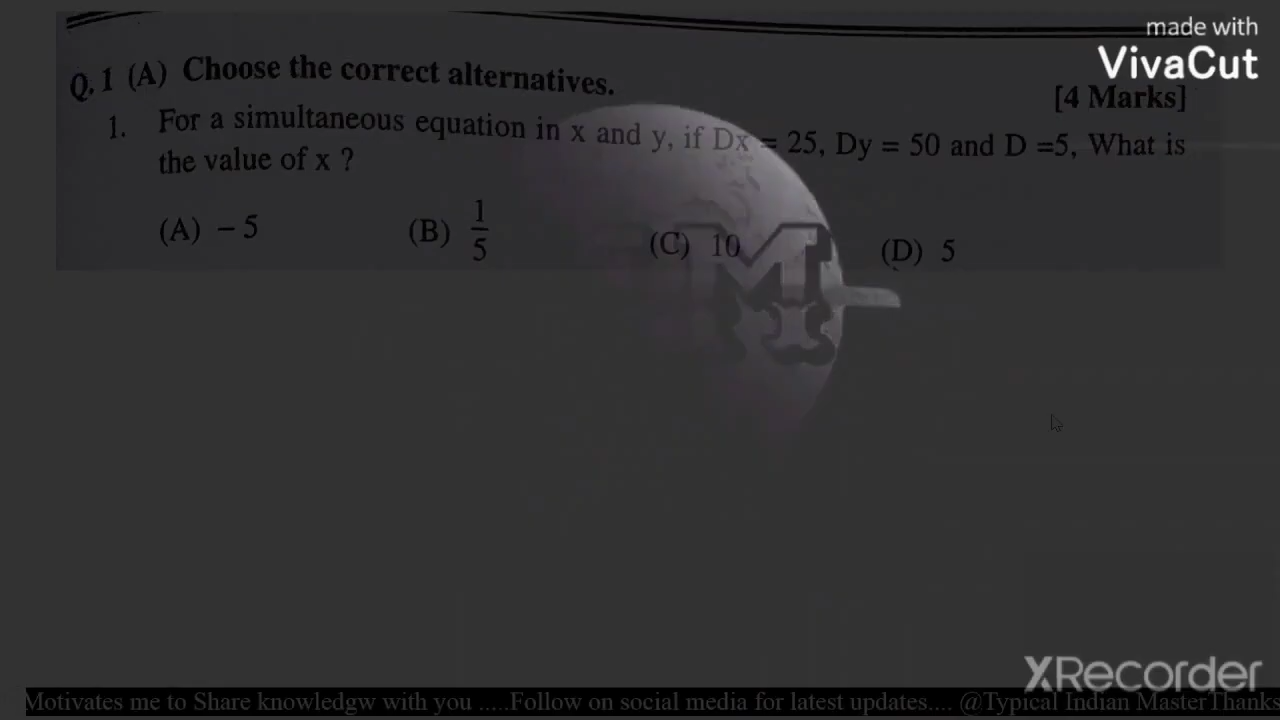 made with
VivaCut
Q.1 (A) Choose the correct alternatives.
[4 Marks]
1. For a simultaneous equation in x and y, if Dx = 25, Dy = 50 and D =5, What is
the value of x ?
(A) – 5 (B) 1/5 (C) 10 (D) 5
XRecorder
Motivates me to Share knowledgw with you .....Follow on social media for latest updates.... @Typical Indian MasterThanks